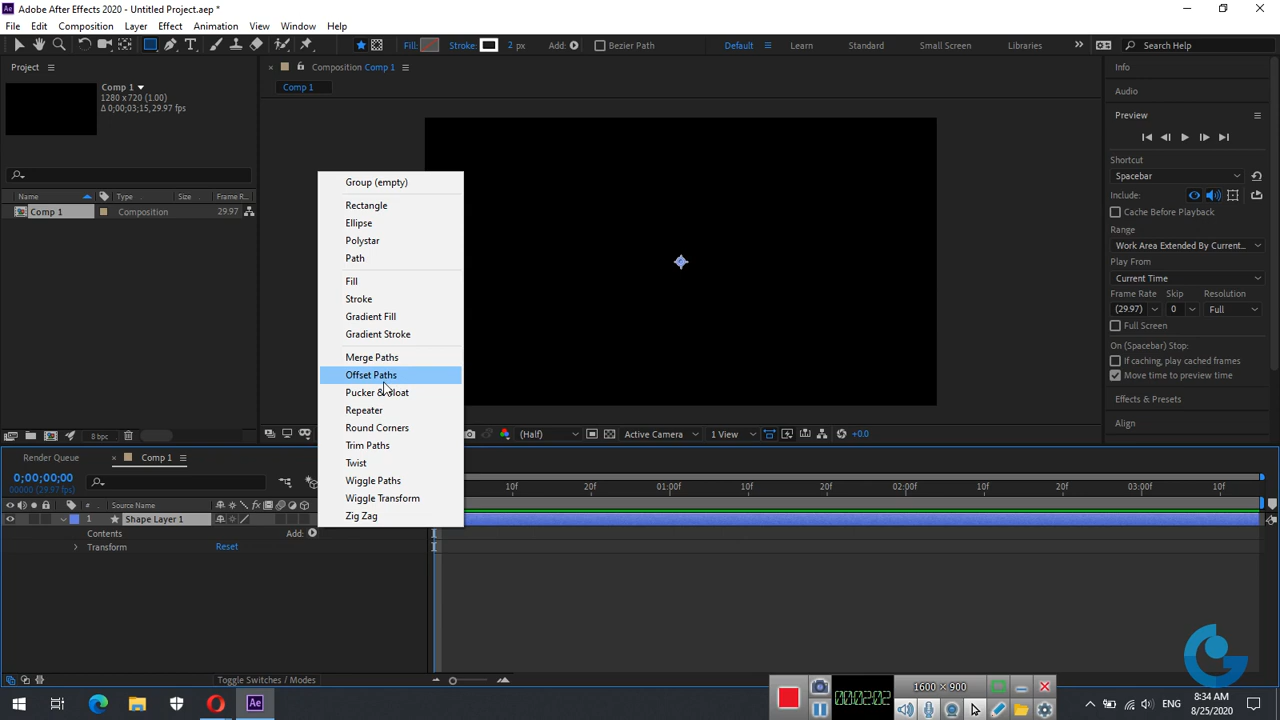 Adobe After Effects 2020 - Untitled Project.aep *
File Edit Composition Layer Effect Animation View Window Help
Fill: Stroke: 2 px Add: Bezier Path Default Learn Standard Small Screen Libraries Search Help
Project
Comp 1
1280 x 720 (1.00)
Δ 0;00;03;15, 29.97 fps
Name Type Frame R...
Comp 1 Composition 29.97
8 bpc
Composition Comp 1
Comp 1
Group (empty)
Rectangle
Ellipse
Polystar
Path
Fill
Stroke
Gradient Fill
Gradient Stroke
Merge Paths
Offset Paths
Pucker & Bloat
Repeater
Round Corners
Trim Paths
Twist
Wiggle Paths
Wiggle Transform
Zig Zag
(Half) Active Camera 1 View +0.0
Info
Audio
Preview
Shortcut
Spacebar
Include:
Cache Before Playback
Range
Work Area Extended By Current...
Play From
Current Time
Frame Rate Skip Resolution
(29.97) 0 Full
Full Screen
On (Spacebar) Stop:
If caching, play cached frames
Move time to preview time
Effects & Presets
Align
Render Queue Comp 1
0;00;00;00
00000 (29.97 fps)
# Source Name
10f 20f 01:00f 10f 20f 02:00f 10f 20f 03:00f 10f
1 Shape Layer 1
Contents Add:
Transform Reset
Toggle Switches / Modes
00:02:02
1600 × 900
Ae
ENG
8:34 AM
8/25/2020